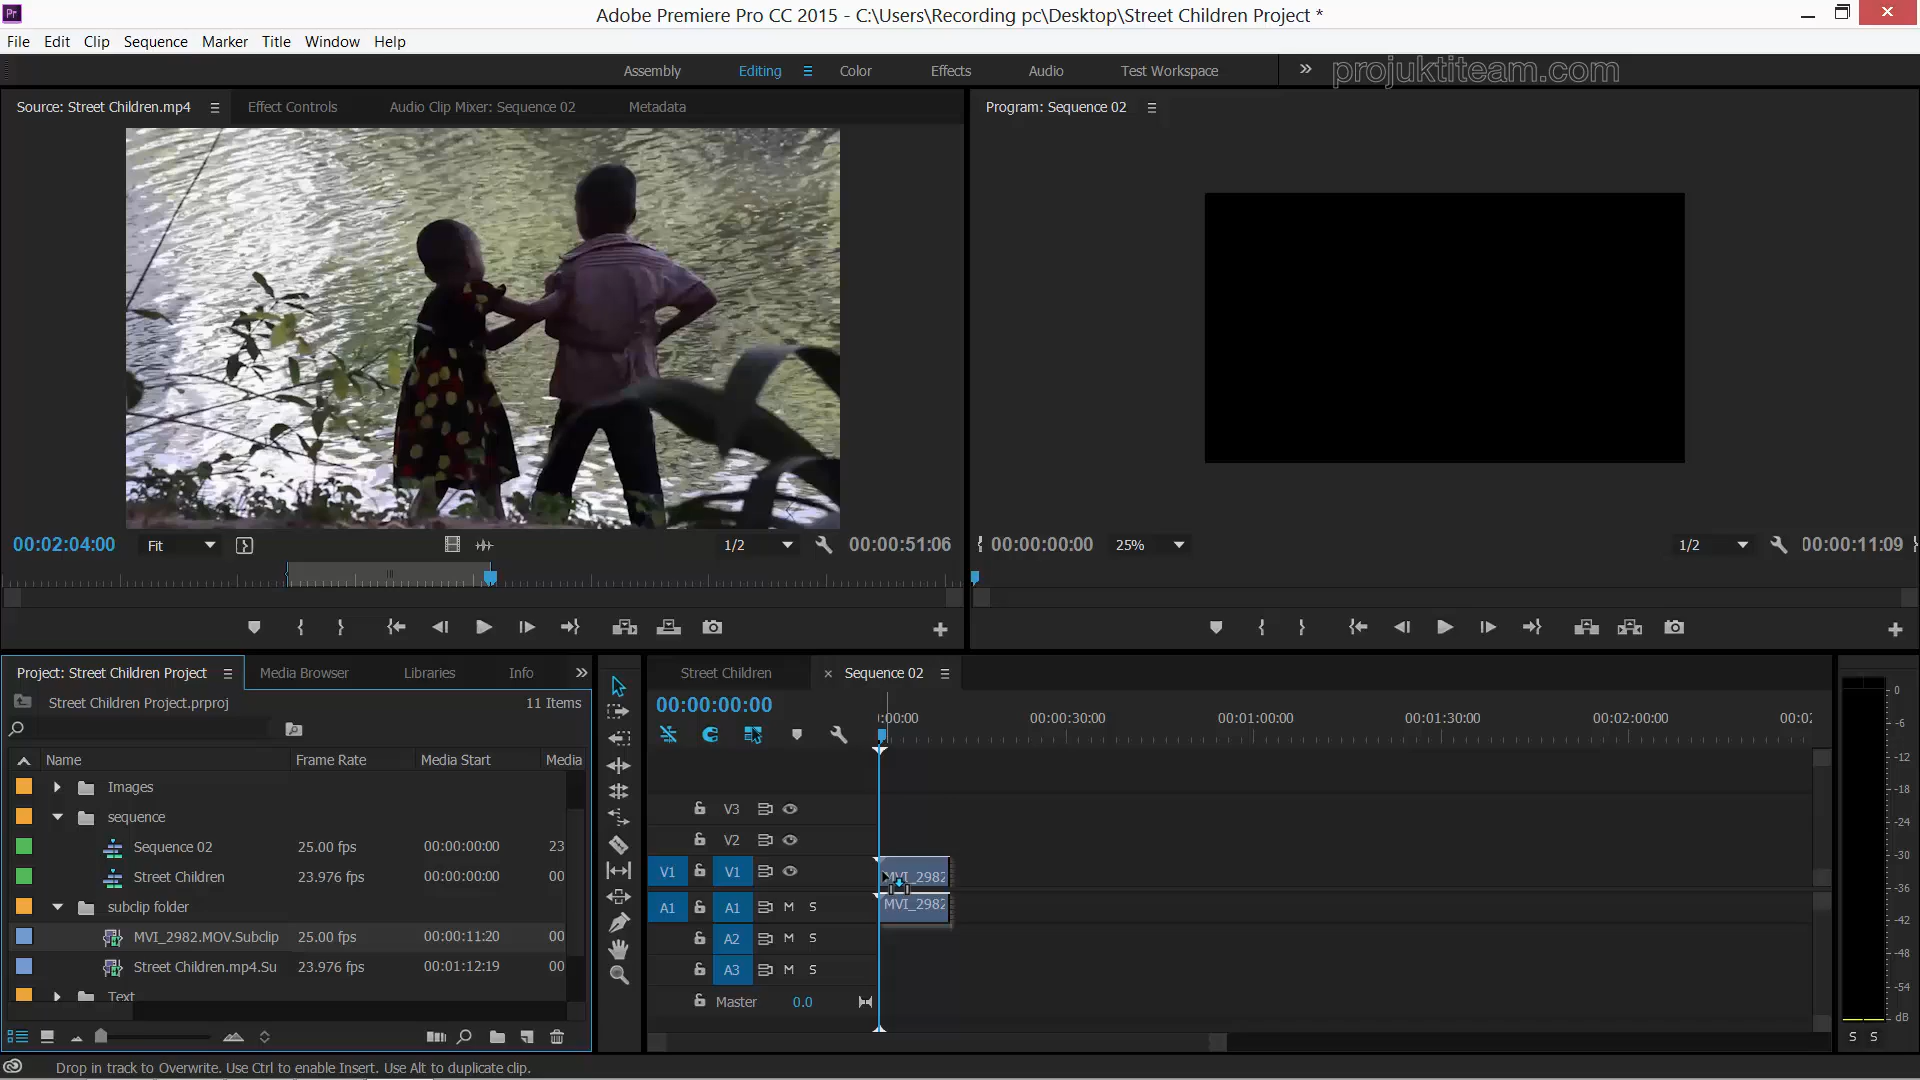 Adobe Premiere Pro CC 2015 - C:\Users\Recording pc\Desktop\Street Children Project *
File Edit Clip Sequence Marker Title Window Help
Assembly Editing Color Effects Audio Test Workspace
projuktiteam.com
Source: Street Children.mp4 Effect Controls Audio Clip Mixer: Sequence 02 Metadata
Program: Sequence 02
00:02:04:00 Fit 1/2 00:00:51:06
00:00:00:00 25% 1/2 00:00:11:09
Project: Street Children Project Media Browser Libraries Info
Street Children Project.prproj 11 Items
Name Frame Rate Media Start Media
Images
sequence
Sequence 02 25.00 fps 00:00:00:00 23
Street Children 23.976 fps 00:00:00:00 00
subclip folder
MVI_2982.MOV.Subclip 25.00 fps 00:00:11:20 00
Street Children.mp4.Su 23.976 fps 00:01:12:19 00
Text
Street Children Sequence 02
00:00:00:00
:00:00 00:00:30:00 00:01:00:00 00:01:30:00 00:02:00:00 00:02
V3
V2
V1 V1 MVI_2982
A1 A1 M S MVI_2982
A2 M S
A3 M S
Master 0.0
0
-6
-12
-18
-24
-30
-36
-42
-48
-54
dB
S S
Drop in track to Overwrite. Use Ctrl to enable Insert. Use Alt to duplicate clip.